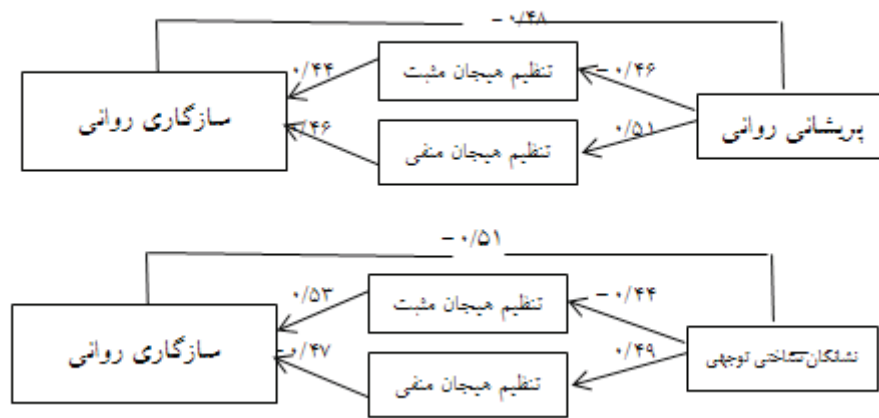 − ۰/۴۸
۰/۴۴
تنظیم هیجان مثبت
−۰/۴۶
سازگاری روانی
پریشانی روانی
/۴۶
تنظیم هیجان منفی
۰/۵۱
− ۰/۵۱
۰/۵۳
تنظیم هیجان مثبت
−۰/۴۴
سازگاری روانی
نشانگان شناختی توجهی
−۰/۴۷
تنظیم هیجان منفی
۰/۴۹